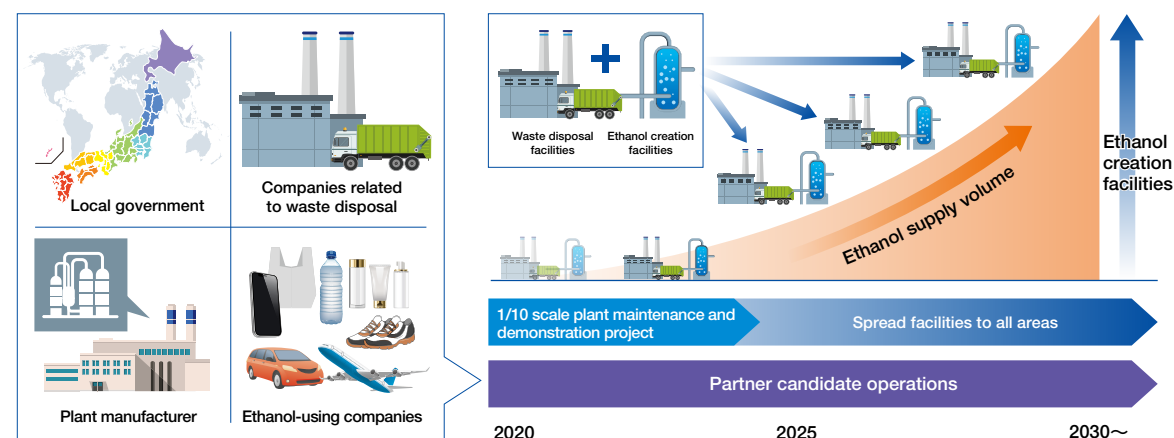 Local government
Companies related
to waste disposal
Plant manufacturer
Ethanol-using companies
Waste disposal
facilities
Ethanol creation
facilities
Ethanol supply volume
Ethanol
creation
facilities
1/10 scale plant maintenance and
demonstration project
Spread facilities to all areas
Partner candidate operations
2020
2025
2030～